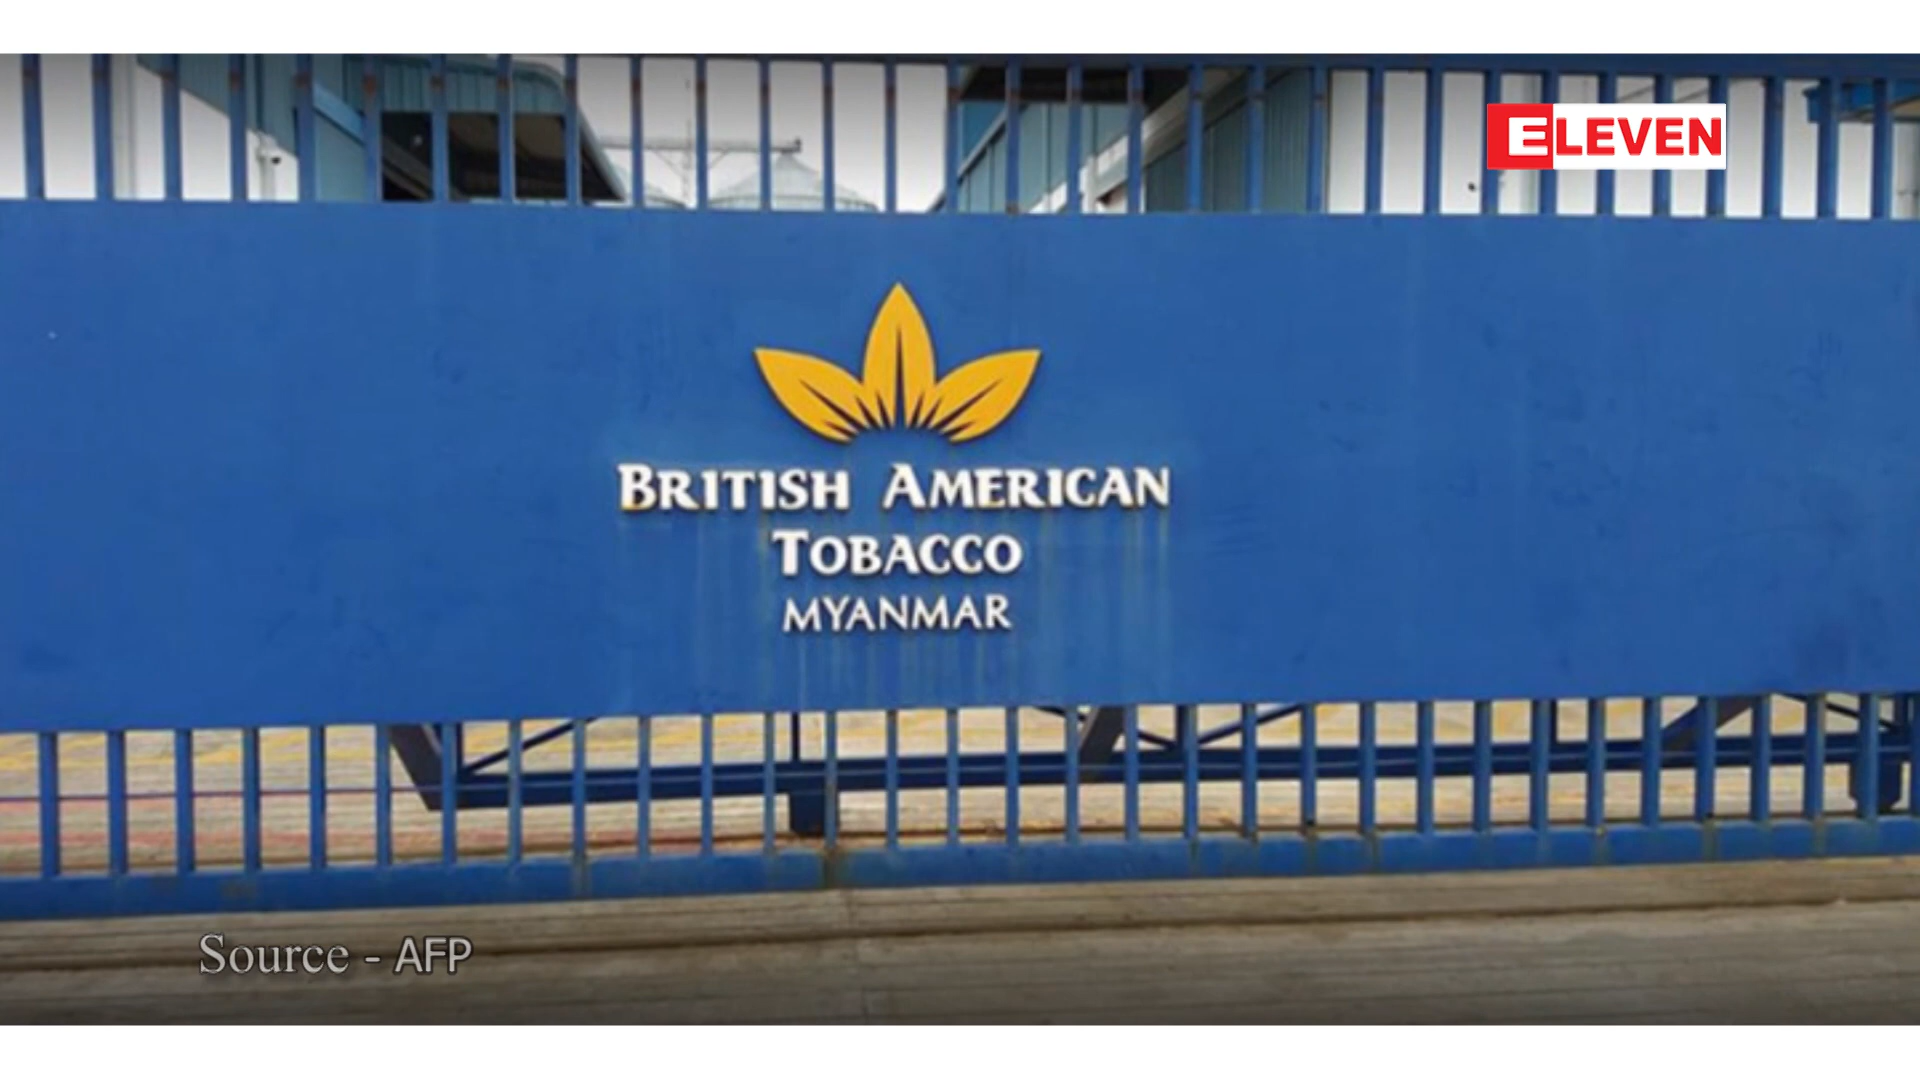 ELEVEN
BRITISH AMERICAN
TOBACCO
MYANMAR
Source - AFP